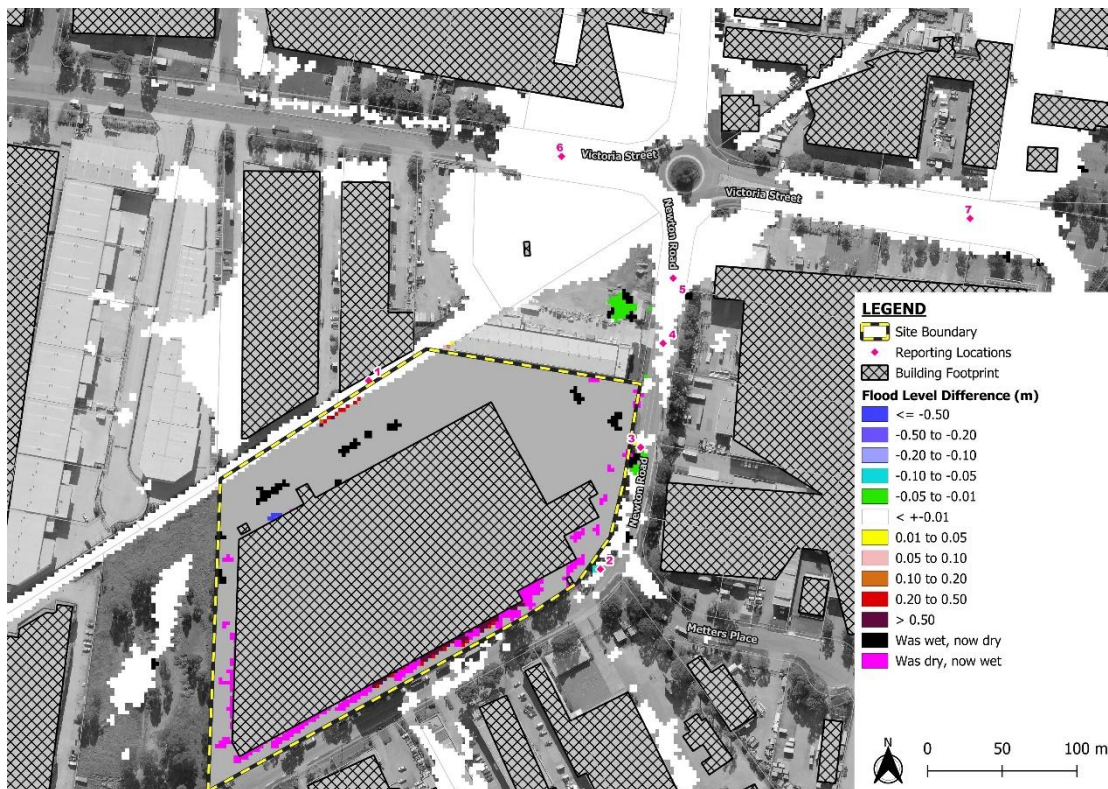 6
Victoria Street
Victoria Street
7
Newton Road
5
4
1
3
Newton Road
2
Metters Place
LEGEND
Site Boundary
Reporting Locations
Building Footprint
Flood Level Difference (m)
<= -0.50
-0.50 to -0.20
-0.20 to -0.10
-0.10 to -0.05
-0.05 to -0.01
< +-0.01
0.01 to 0.05
0.05 to 0.10
0.10 to 0.20
0.20 to 0.50
> 0.50
Was wet, now dry
Was dry, now wet
N
0 50 100 m